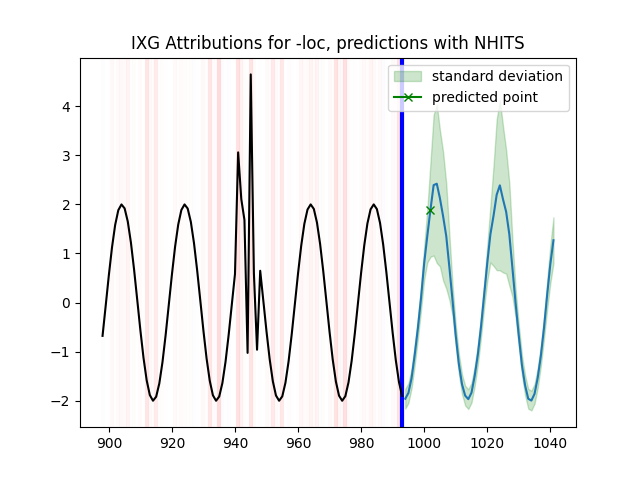 IXG Attributions for -loc, predictions with NHITS
standard deviation
predicted point
4
3
2
1
0
−1
−2
900 920 940 960 980 1000 1020 1040